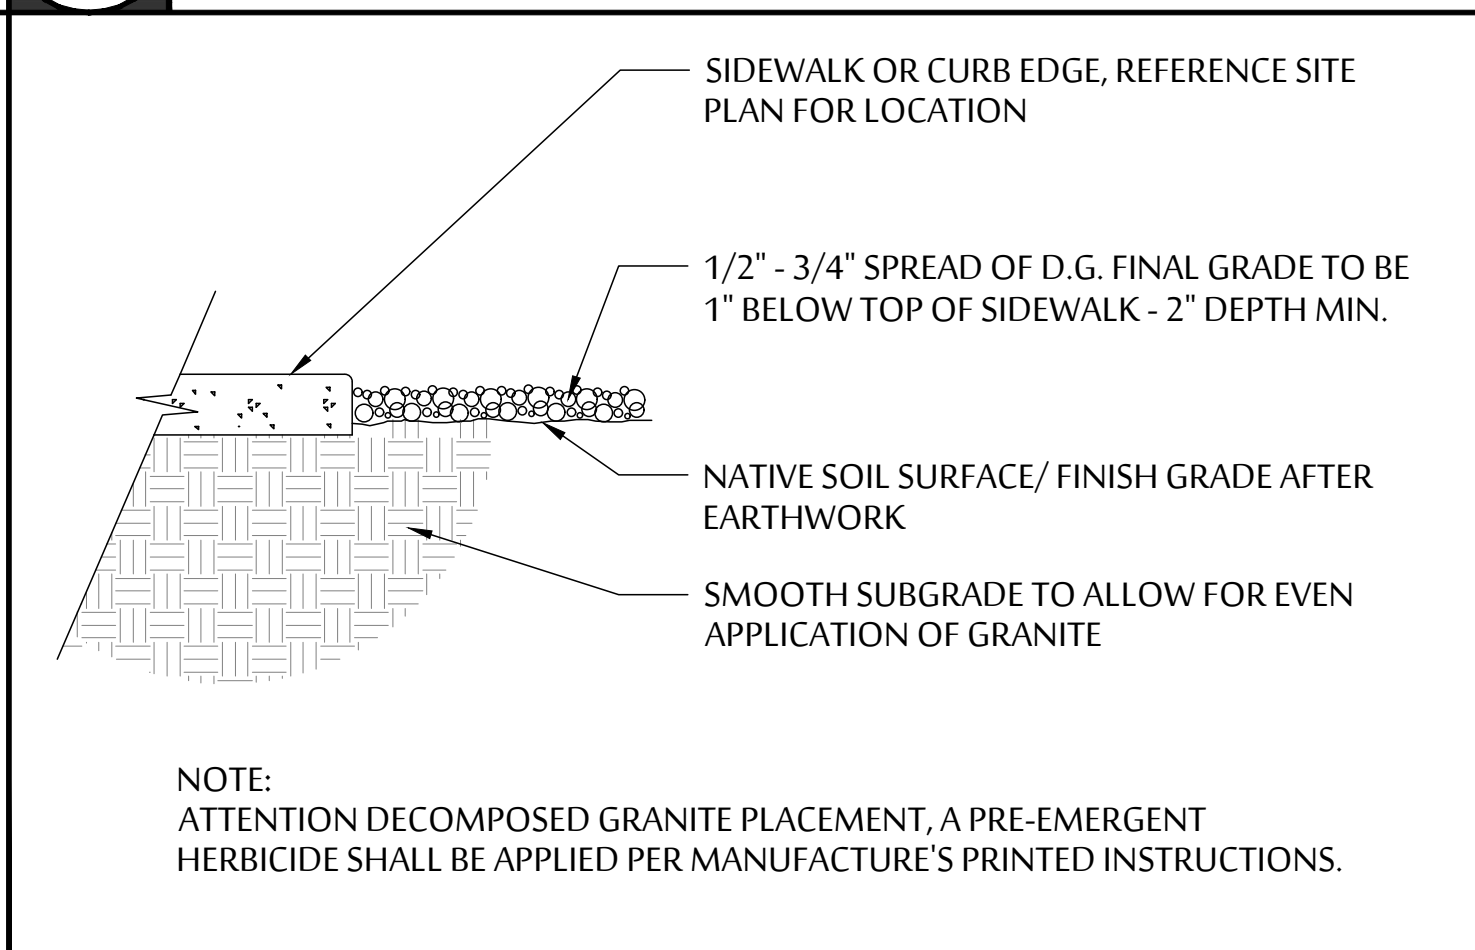 SIDEWALK OR CURB EDGE, REFERENCE SITE
PLAN FOR LOCATION
1/2" - 3/4" SPREAD OF D.G. FINAL GRADE TO BE
1" BELOW TOP OF SIDEWALK - 2" DEPTH MIN.
NATIVE SOIL SURFACE/ FINISH GRADE AFTER
EARTHWORK
SMOOTH SUBGRADE TO ALLOW FOR EVEN
APPLICATION OF GRANITE
NOTE:
ATTENTION DECOMPOSED GRANITE PLACEMENT, A PRE-EMERGENT
HERBICIDE SHALL BE APPLIED PER MANUFACTURE'S PRINTED INSTRUCTIONS.